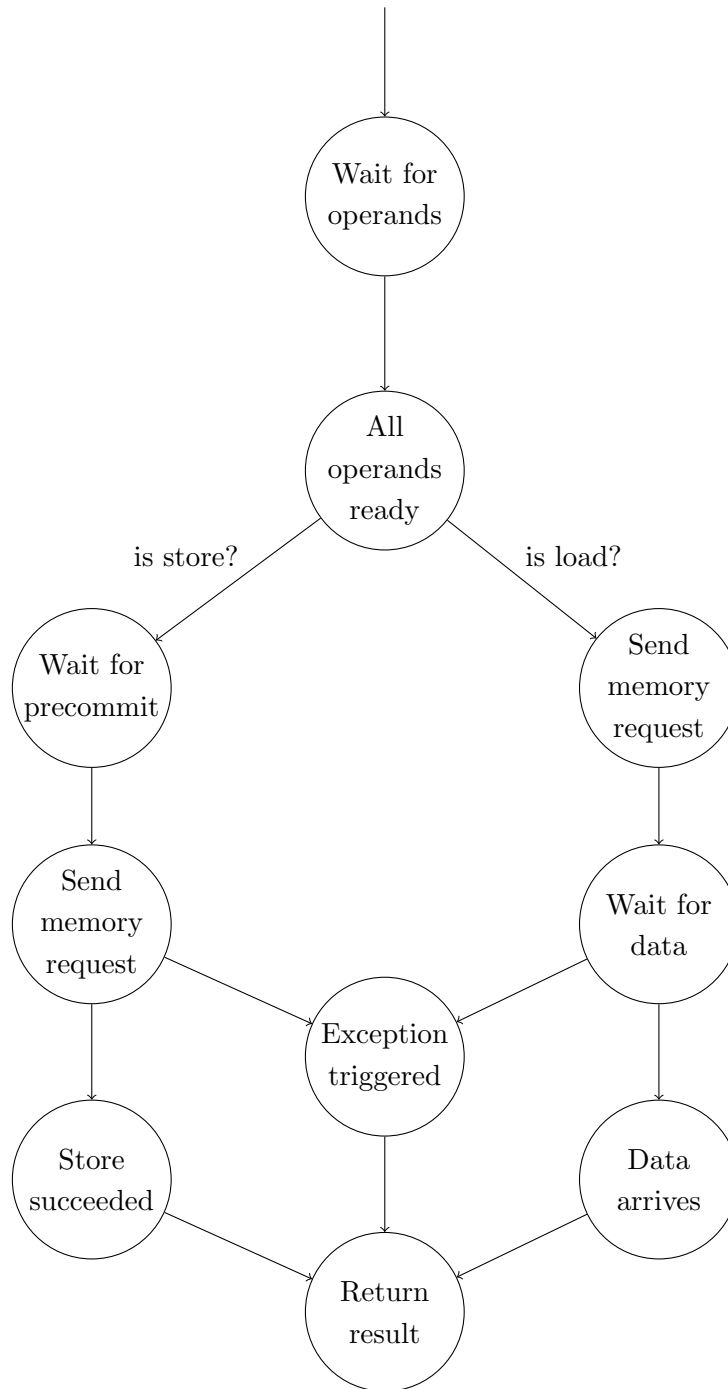 Wait for
operands
All
operands
ready
is store?
is load?
Wait for
precommit
Send
memory
request
Send
memory
request
Wait for
data
Exception
triggered
Store
succeeded
Data
arrives
Return
result